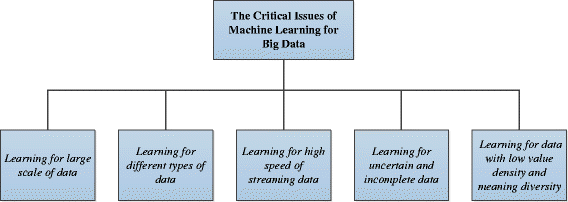 The Critical Issues of
Machine Learning for
Big Data
Learning for large
scale of data
Learning for
different types of
data
Learning for high
speed of
streaming data
Learning for
uncertain and
incomplete data
Learning for data
with low value
density and
meaning diversity